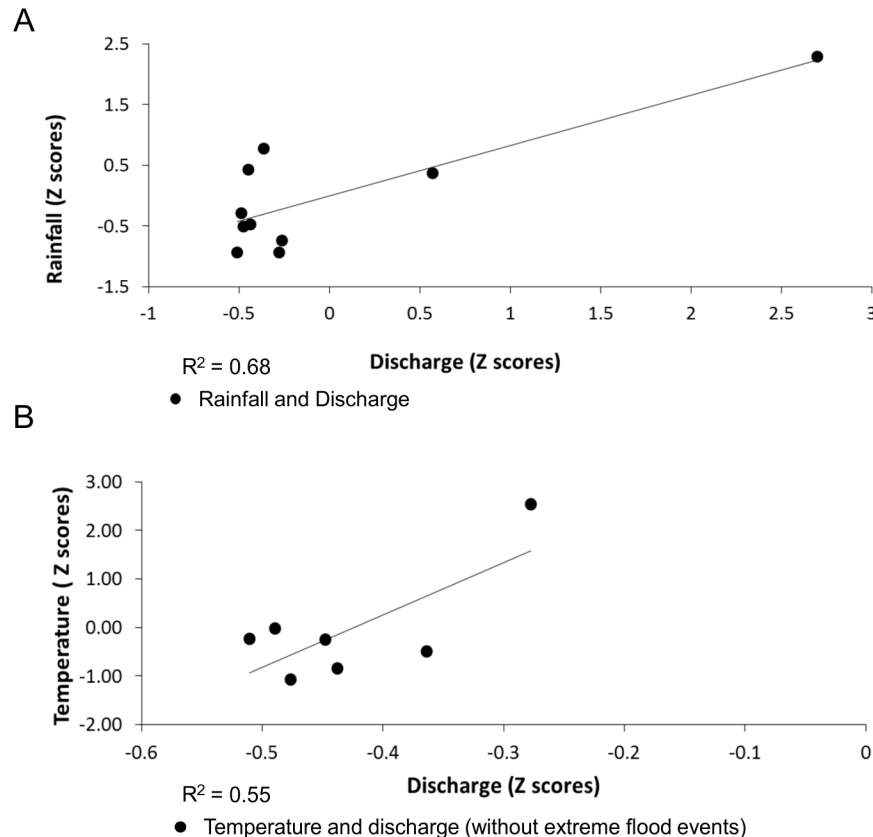 A
Rainfall (Z scores)
2.5
1.5
0.5
-0.5
-1.5
-1 -0.5 0 0.5 1 1.5 2 2.5 3
Discharge (Z scores)
R² = 0.68
Rainfall and Discharge
B
Temperature ( Z scores)
3.00
2.00
1.00
0.00
-1.00
-2.00
-0.6 -0.5 -0.4 -0.3 -0.2 -0.1 0
Discharge (Z scores)
R² = 0.55
Temperature and discharge (without extreme flood events)